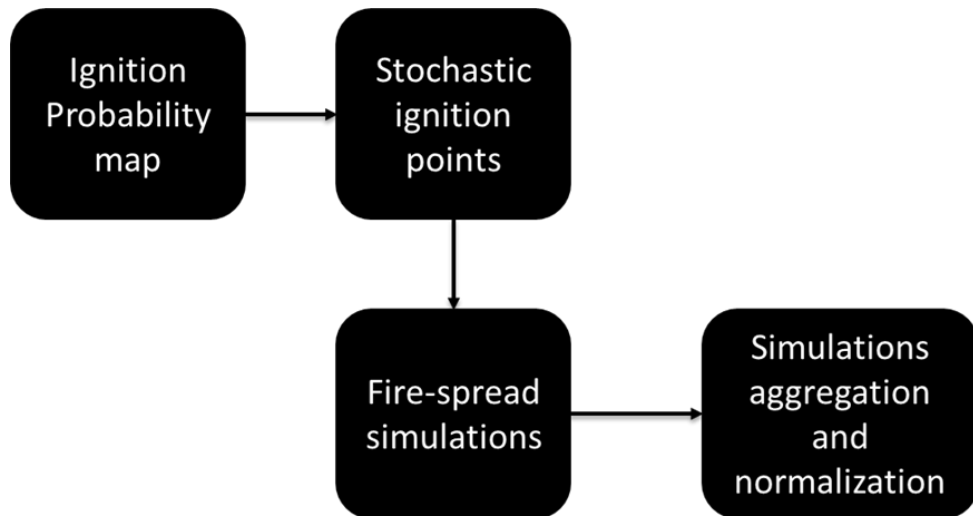 Ignition
Probability
map
Stochastic
ignition
points
Fire-spread
simulations
Simulations
aggregation
and
normalization